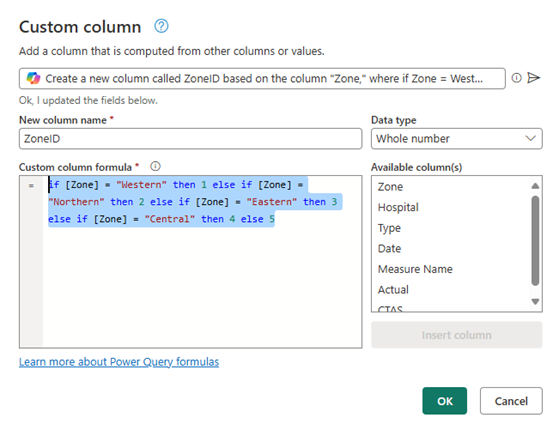 Custom column
Add a column that is computed from other columns or values.
Create a new column called ZoneID based on the column "Zone," where if Zone = West...
Ok, I updated the fields below.
New column name *
ZoneID
Data type
Whole number
Custom column formula *
= if [Zone] = "Western" then 1 else if [Zone] =
"Northern" then 2 else if [Zone] = "Eastern" then 3
else if [Zone] = "Central" then 4 else 5
Available column(s)
Zone
Hospital
Type
Date
Measure Name
Actual
CTAS
Insert column
Learn more about Power Query formulas
OK
Cancel